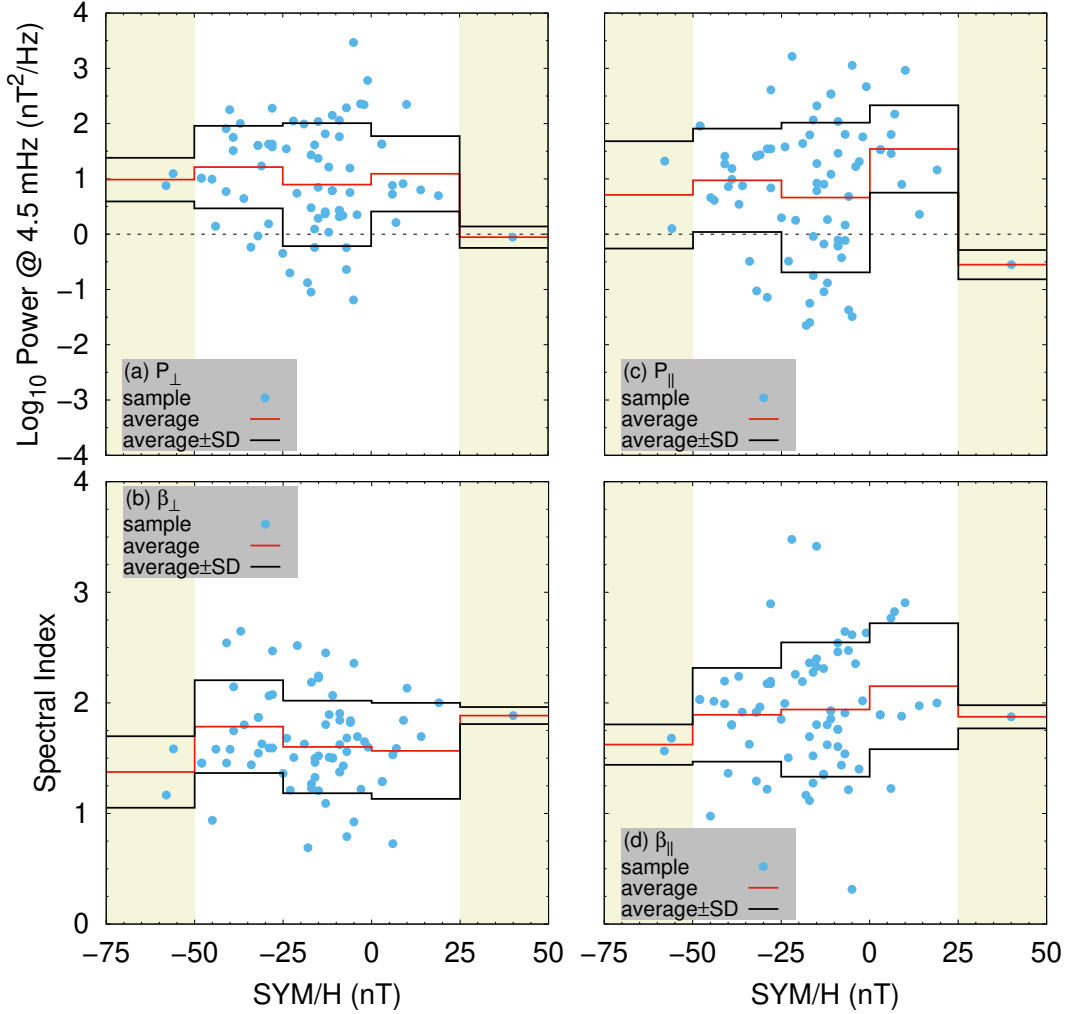 Log10 Power @ 4.5 mHz (nT²/Hz)
4
3
2
1
0
−1
−2
−3
−4
(a) P⊥
sample
average
average±SD
(c) P∥
sample
average
average±SD
Spectral Index
4
3
2
1
0
(b) β⊥
sample
average
average±SD
(d) β∥
sample
average
average±SD
−75 −50 −25 0 25 50
−75 −50 −25 0 25 50
SYM/H (nT)
SYM/H (nT)